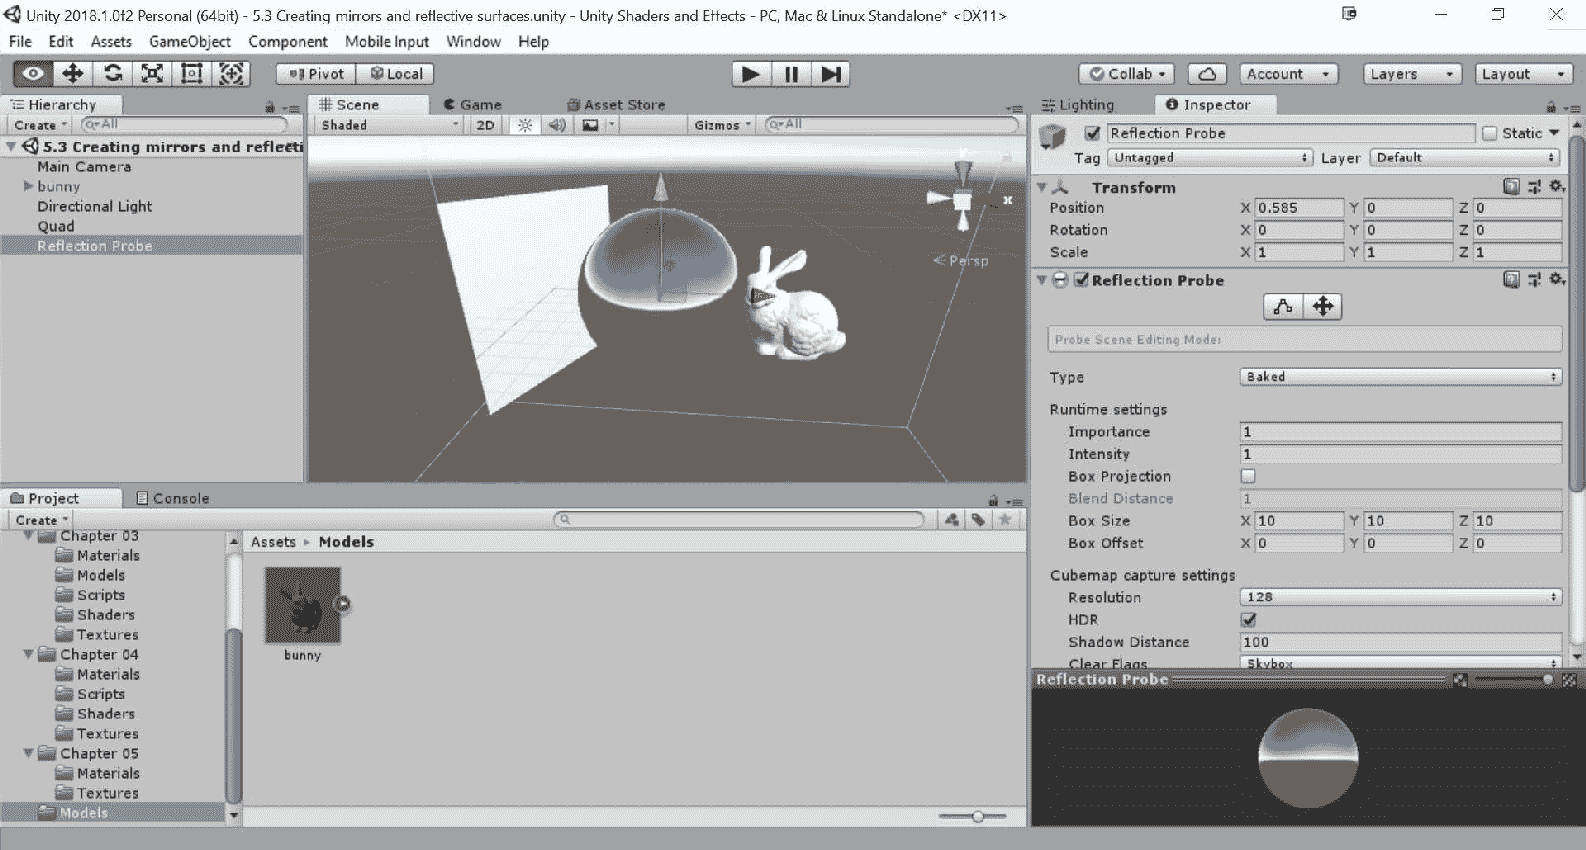 Unity 2018.1.0f2 Personal (64bit) - 5.3 Creating mirrors and reflective surfaces.unity - Unity Shaders and Effects - PC, Mac & Linux Standalone* <DX11>
File Edit Assets GameObject Component Mobile Input Window Help
Pivot Local Collab Account Layers Layout
Hierarchy
Create All
5.3 Creating mirrors and reflecti
Main Camera
bunny
Directional Light
Quad
Reflection Probe
Scene Game Asset Store
Shaded 2D Gizmos All
x
Persp
Lighting Inspector
Reflection Probe Static
Tag Untagged Layer Default
Transform
Position X 0.585 Y 0 Z 0
Rotation X 0 Y 0 Z 0
Scale X 1 Y 1 Z 1
Reflection Probe
Probe Scene Editing Mode:
Type Baked
Runtime settings
Importance 1
Intensity 1
Box Projection
Blend Distance 1
Box Size X 10 Y 10 Z 10
Box Offset X 0 Y 0 Z 0
Cubemap capture settings
Resolution 128
HDR
Shadow Distance 100
Clear Flags Skybox
Reflection Probe
Project Console
Create
Chapter 03
Materials
Models
Scripts
Shaders
Textures
Chapter 04
Materials
Scripts
Shaders
Textures
Chapter 05
Materials
Textures
Models
Assets Models
bunny